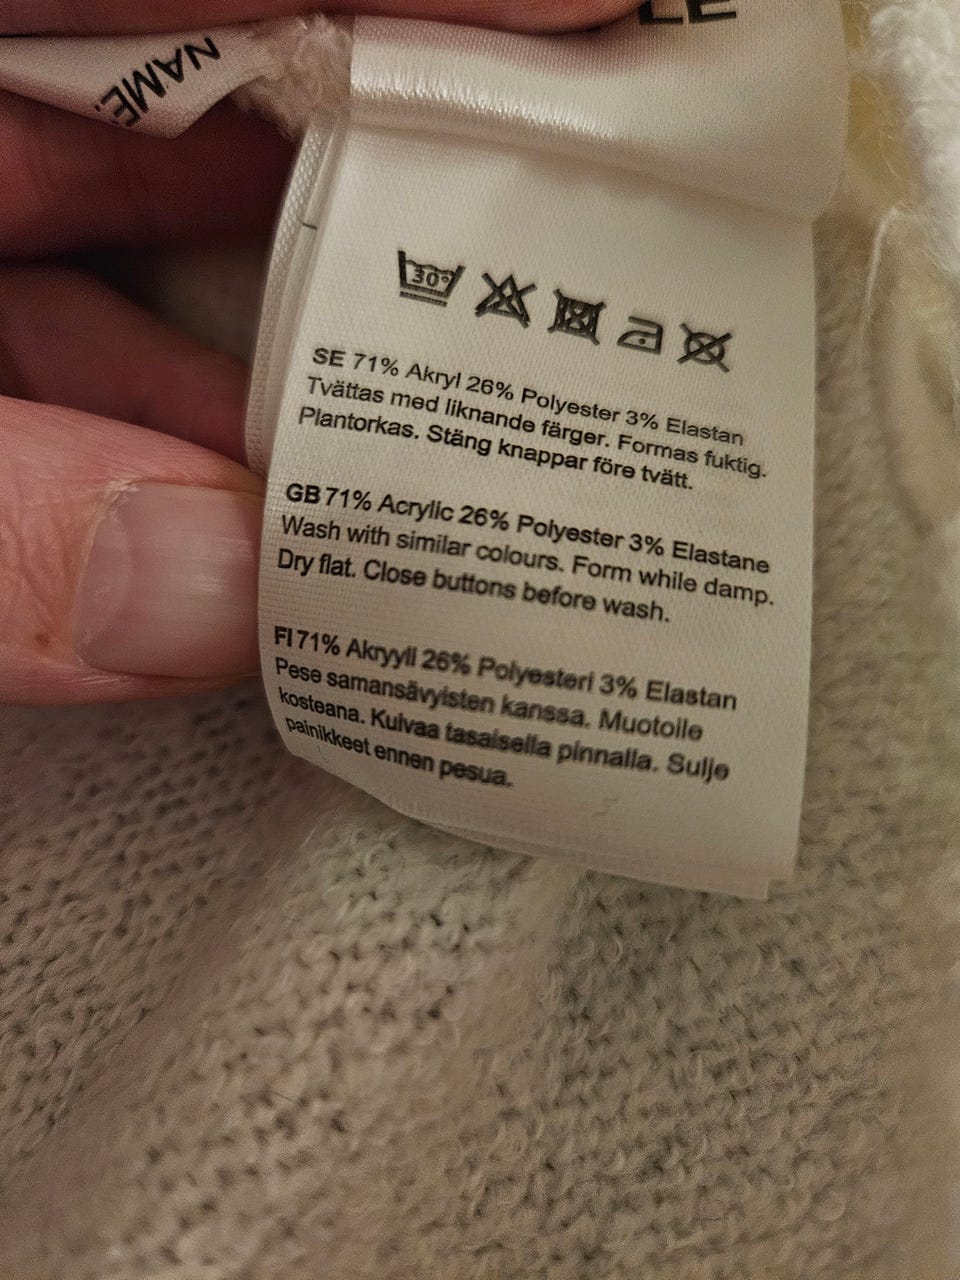 NAME:
LE
30°
SE 71% Akryl 26% Polyester 3% Elastan
Tvättas med liknande färger. Formas fuktig.
Plantorkas. Stäng knappar före tvätt.
GB 71% Acrylic 26% Polyester 3% Elastane
Wash with similar colours. Form while damp.
Dry flat. Close buttons before wash.
FI 71% Akryyli 26% Polyesteri 3% Elastan
Pese samansävyisten kanssa. Muotoile
kosteana. Kuivaa tasaisella pinnalla. Sulje
painikkeet ennen pesua.